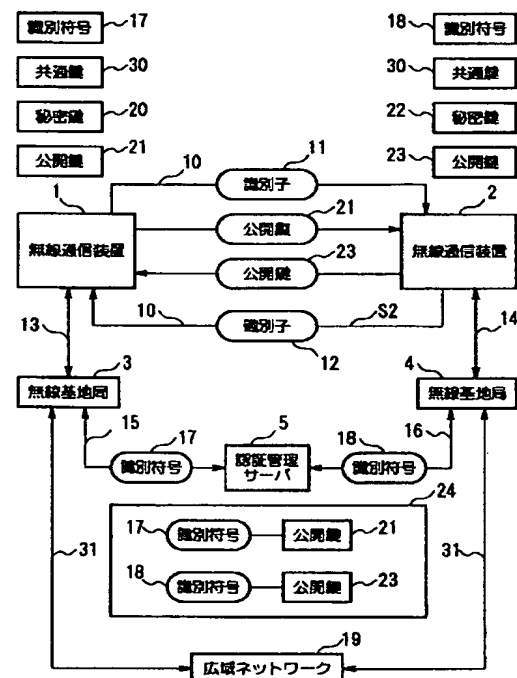 識別符号 17
18 識別符号
共通鍵 30
30 共通鍵
秘密鍵 20
22 秘密鍵
公開鍵 21
23 公開鍵
1 10 11 2
識別子
21
公開鍵
無線通信装置
無線通信装置
23
公開鍵
10 識別子 S2
13 12 14
3 4
無線基地局
無線基地局
15 17 5 18 16
識別符号 認証管理サーバ 識別符号
24
17 識別符号 公開鍵 21
18 識別符号 公開鍵 23
31 31
19
広域ネットワーク